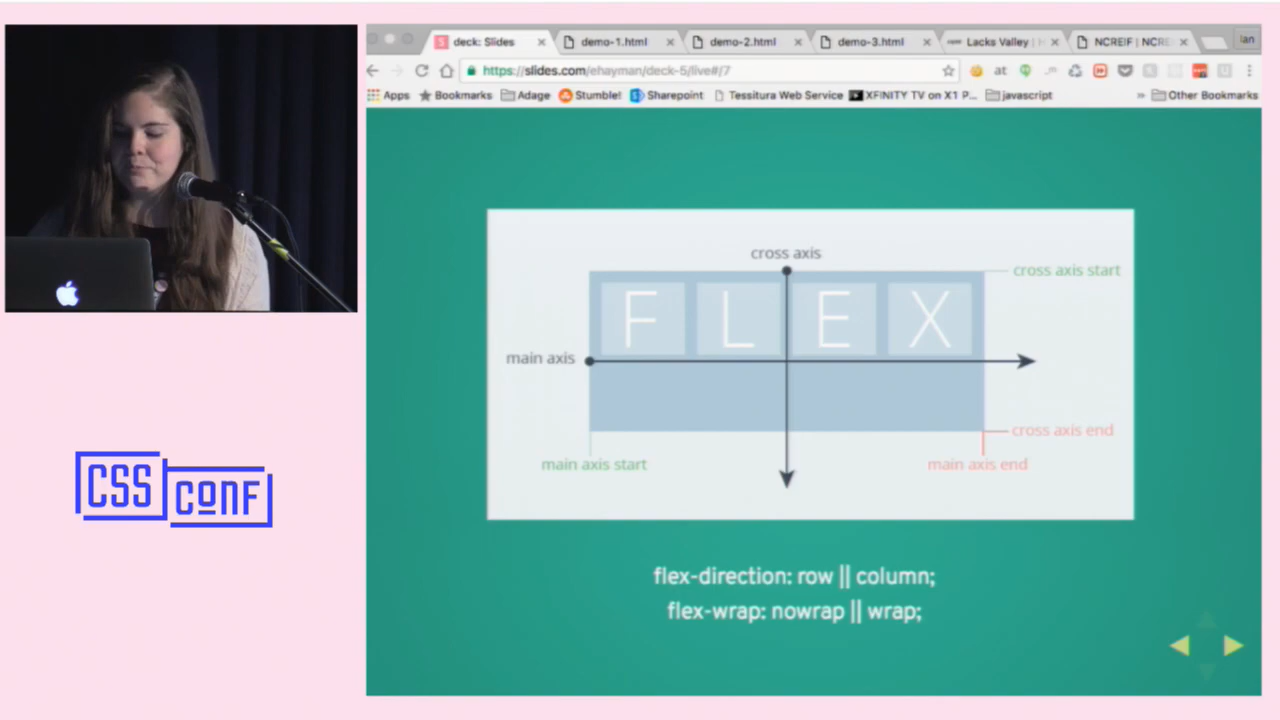 deck: Slides
demo-1.html
demo-2.html
demo-3.html
Lacks Valley
NCREIF | NCRE
Ian
https://slides.com/ehayman/deck-5/live#/7
at
Apps
Bookmarks
Adage
Stumble!
Sharepoint
Tessitura Web Service
XFINITY TV on X1 P...
javascript
»
Other Bookmarks
cross axis
cross axis start
F L E X
main axis
cross axis end
main axis start
main axis end
flex-direction: row || column;
flex-wrap: nowrap || wrap;
CSS
CONF